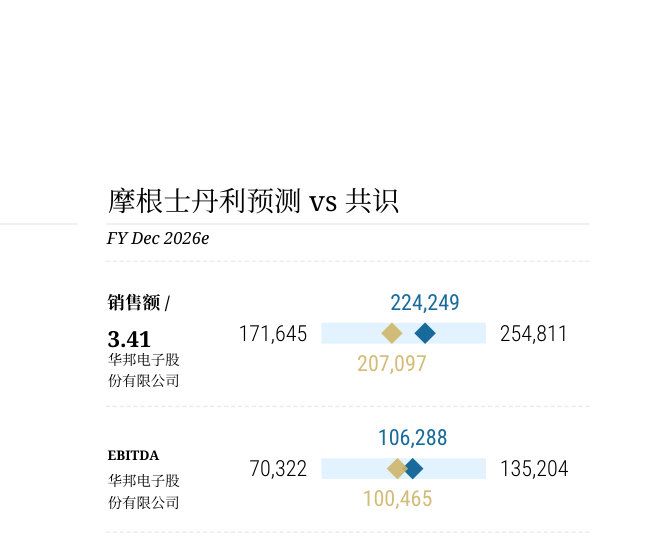 摩根士丹利预测 vs 共识
FY Dec 2026e
销售额 /
3.41
华邦电子股
份有限公司
224,249
171,645
254,811
207,097
EBITDA
华邦电子股
份有限公司
106,288
70,322
135,204
100,465